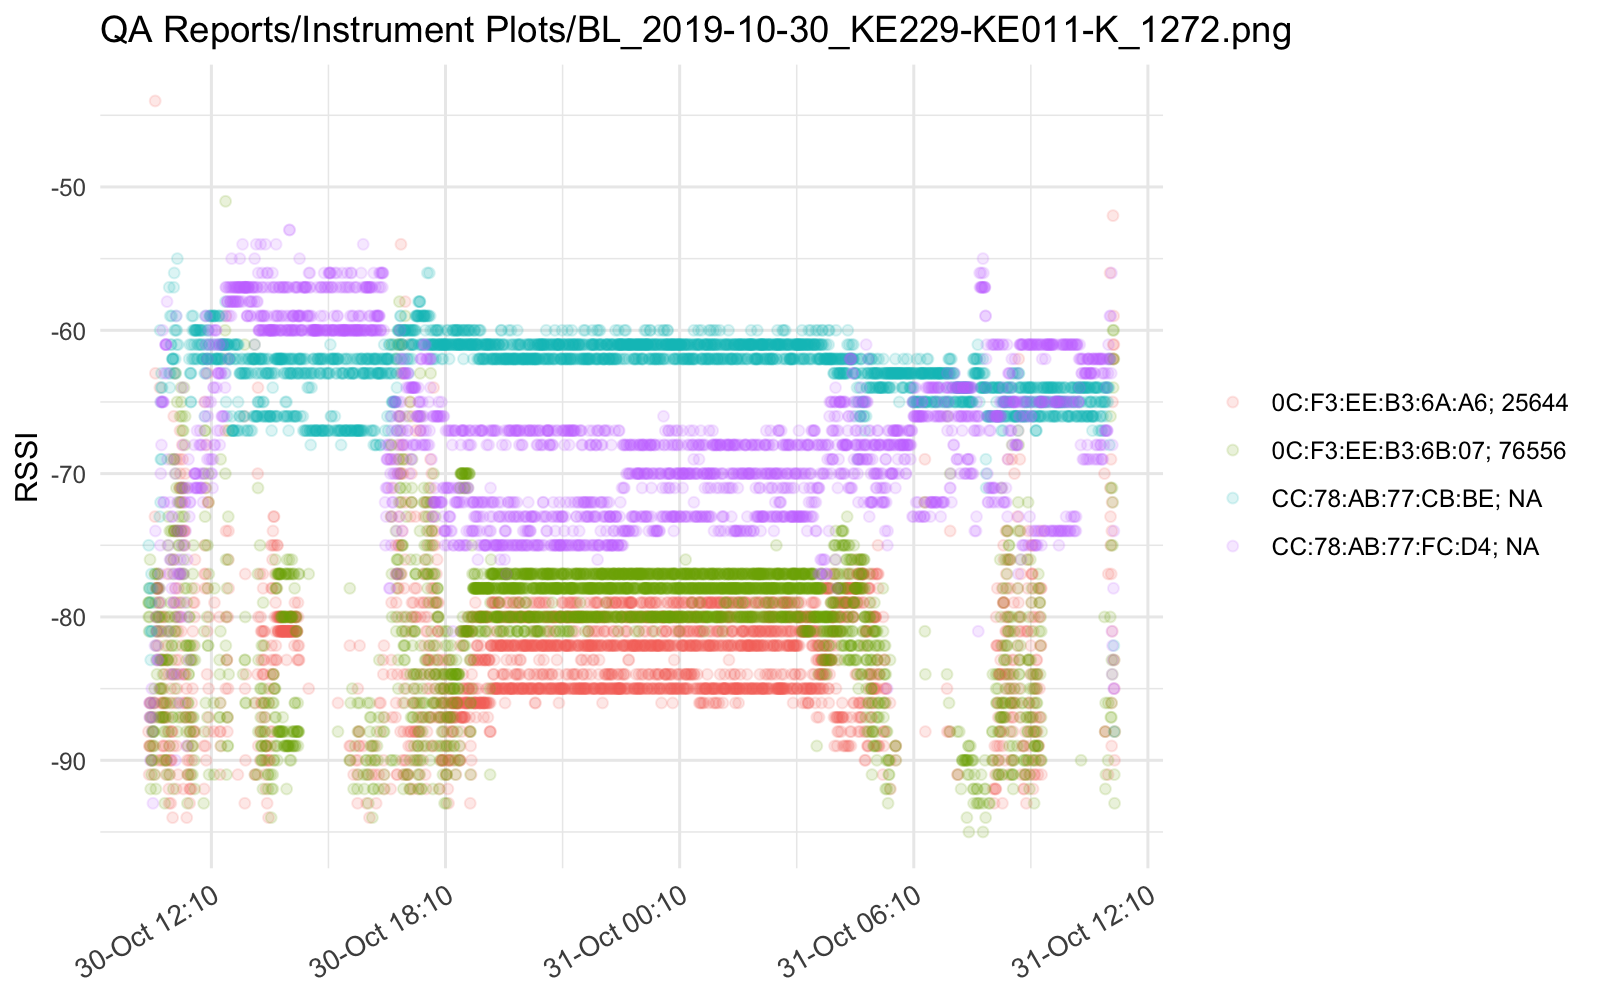 QA Reports/Instrument Plots/BL_2019-10-30_KE229-KE011-K_1272.png
RSSI
-50
-60
-70
-80
-90
30-Oct 12:10
30-Oct 18:10
31-Oct 00:10
31-Oct 06:10
31-Oct 12:10
0C:F3:EE:B3:6A:A6; 25644
0C:F3:EE:B3:6B:07; 76556
CC:78:AB:77:CB:BE; NA
CC:78:AB:77:FC:D4; NA